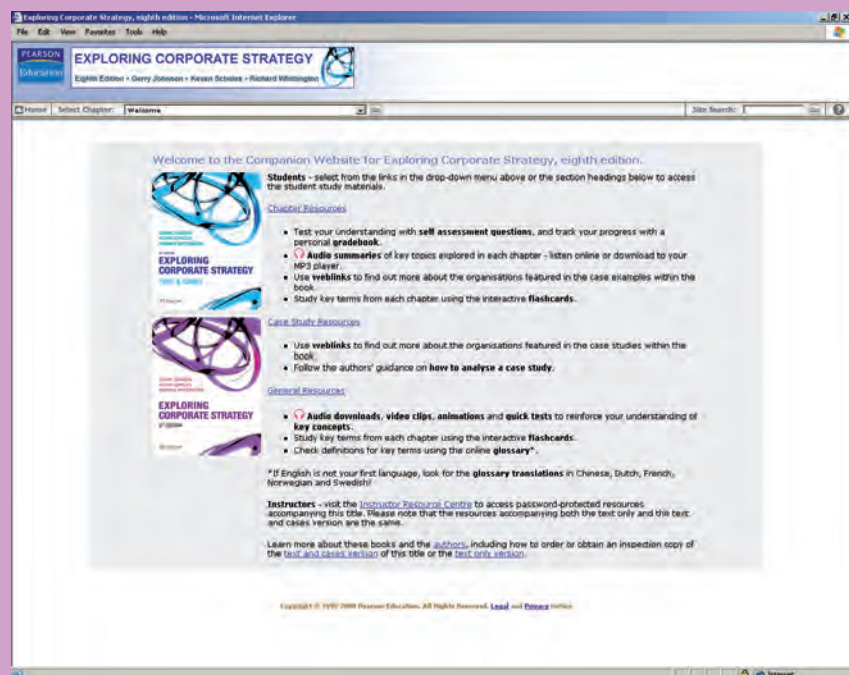 Exploring Corporate Strategy, eighth edition - Microsoft Internet Explorer
File Edit View Favorites Tools Help
PEARSON
Education
EXPLORING CORPORATE STRATEGY
Eighth Edition • Gerry Johnson • Kevan Scholes • Richard Whittington
Home Select Chapter: Welcome Site Search:
Welcome to the Companion Website for Exploring Corporate Strategy, eighth edition.
Students - select from the links in the drop-down menu above or the section headings below to access
the student study materials.
Chapter Resources
• Test your understanding with self assessment questions, and track your progress with a
personal gradebook.
• Audio summaries of key topics explored in each chapter - listen online or download to your
MP3 player.
• Use weblinks to find out more about the organisations featured in the case examples within the
book.
• Study key terms from each chapter using the interactive flashcards.
EXPLORING
CORPORATE STRATEGY
TEXT & CASES
Case Study Resources
• Use weblinks to find out more about the organisations featured in the case studies within the
book.
• Follow the authors' guidance on how to analyse a case study.
General Resources
• Audio downloads, video clips, animations and quick tests to reinforce your understanding of
key concepts.
• Study key terms from each chapter using the interactive flashcards.
• Check definitions for key terms using the online glossary*.
EXPLORING
CORPORATE STRATEGY
*If English is not your first language, look for the glossary translations in Chinese, Dutch, French,
Norwegian and Swedish!
Instructors - visit the Instructor Resource Centre to access password-protected resources
accompanying this title. Please note that the resources accompanying both the text only and the text
and cases version are the same.
Learn more about these books and the authors, including how to order or obtain an inspection copy of
the text and cases version of this title or the text only version.
Pearson Education. All Rights Reserved. Legal and Privacy Notice
Internet